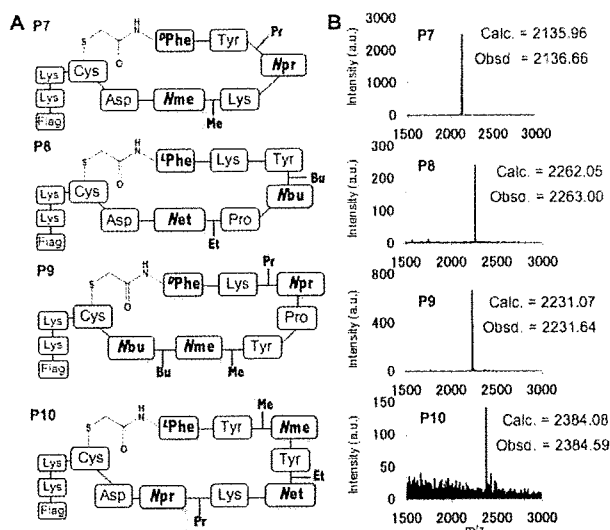 A
B
P7
S
H
N
O
DPhe
Tyr
Pr
Npr
Lys
Cys
Lys
Flag
Asp
Nme
Lys
Me
3000
2000
1000
0
P7
Calc. = 2135.96
Obsd. = 2136.66
Intensity (a.u.)
1500 2000 2500 3000
P8
S
H
N
O
LPhe
Lys
Tyr
Bu
Nbu
Lys
Cys
Lys
Flag
Asp
Net
Pro
Et
300
200
100
0
P8
Calc. = 2262.05
Obsd. = 2263.00
Intensity (a.u.)
1500 2000 2500 3000
P9
S
H
N
O
DPhe
Lys
Pr
Npr
Pro
Lys
Cys
Lys
Flag
Nbu
Bu
Nme
Me
Tyr
800
400
0
P9
Calc. = 2231.07
Obsd. = 2231.64
Intensity (a.u.)
1500 2000 2500 3000
P10
S
H
N
O
LPhe
Tyr
Me
Nme
Tyr
Et
Net
Lys
Cys
Lys
Flag
Asp
Npr
Pr
Lys
150
100
50
0
P10
Calc. = 2384.08
Obsd. = 2384.59
Intensity (a.u.)
1500 2000 2500 3000
m/z